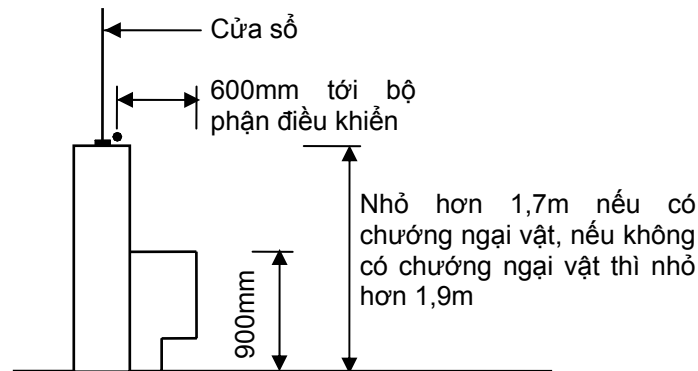 Cửa sổ
600mm tới bộ
phận điều khiển
Nhỏ hơn 1,7m nếu có
chướng ngại vật, nếu không
có chướng ngại vật thì nhỏ
hơn 1,9m
900mm